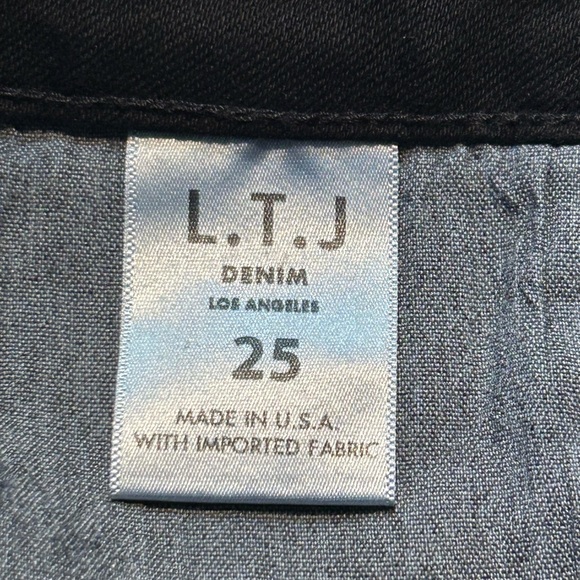 L.T.J
DENIM
LOS ANGELES
25
MADE IN U.S.A.
WITH IMPORTED FABRIC